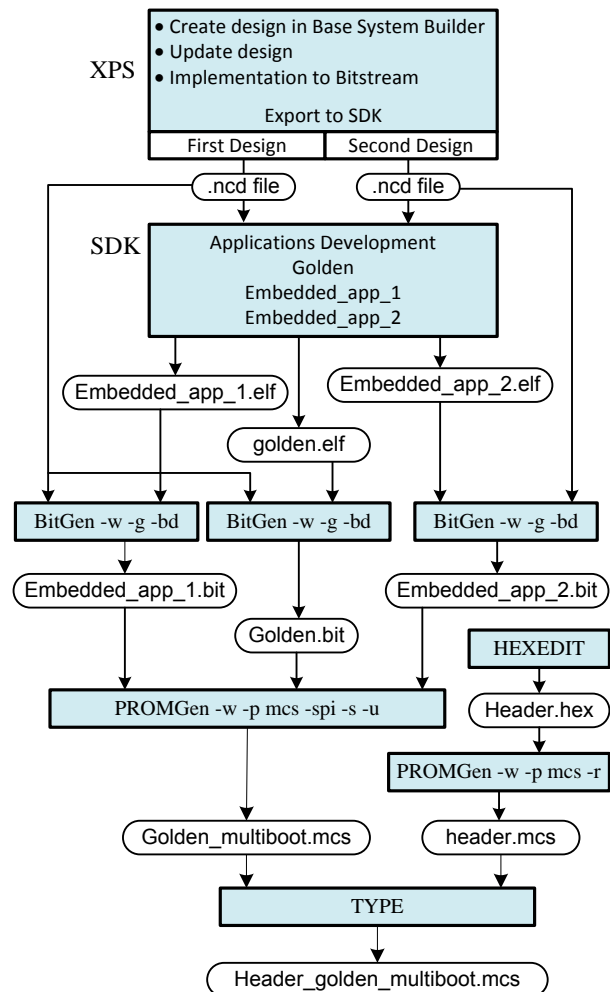 XPS
• Create design in Base System Builder
• Update design
• Implementation to Bitstream
Export to SDK
First Design
Second Design
.ncd file
.ncd file
SDK
Applications Development
Golden
Embedded_app_1
Embedded_app_2
Embedded_app_1.elf
Embedded_app_2.elf
golden.elf
BitGen -w -g -bd
BitGen -w -g -bd
BitGen -w -g -bd
Embedded_app_1.bit
Embedded_app_2.bit
Golden.bit
HEXEDIT
PROMGen -w -p mcs -spi -s -u
Header.hex
PROMGen -w -p mcs -r
Golden_multiboot.mcs
header.mcs
TYPE
Header_golden_multiboot.mcs